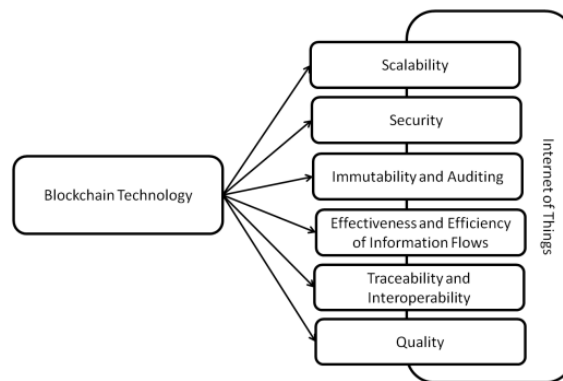 Scalability
Security
Blockchain Technology
Immutability and Auditing
Effectiveness and Efficiency
of Information Flows
Traceability and
Interoperability
Quality
Internet of Things